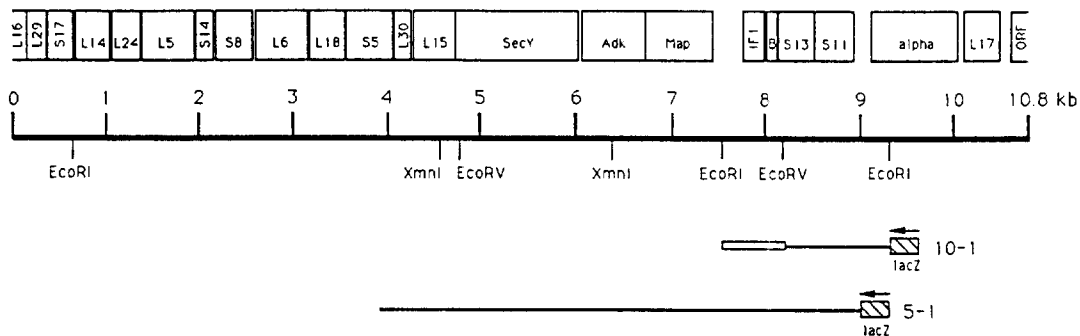 L16 L29 S17 L14 L24 L5 S14 S8 L6 L18 S5 L30 L15 SecY Adk Map IF1 B S13 S11 alpha L17 ORF
0 1 2 3 4 5 6 7 8 9 10 10.8 kb
EcoRI XmnI EcoRV XmnI EcoRI EcoRV EcoRI
10-1
lacZ
5-1
lacZ